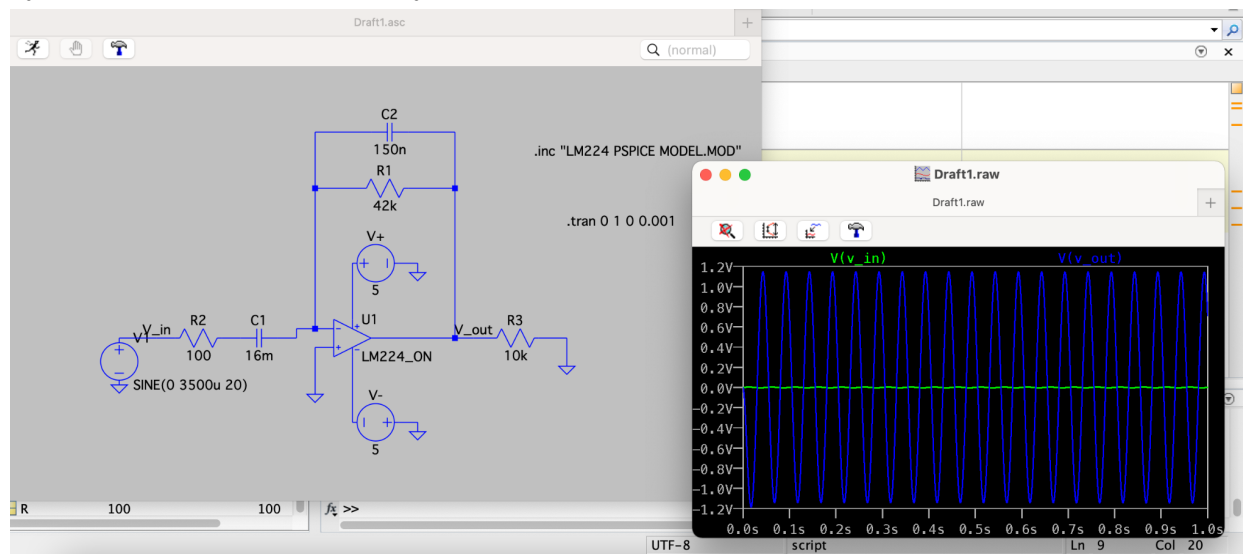 Draft1.asc
(normal)
C2
150n
.inc "LM224 PSPICE MODEL.MOD"
R1
42k
.tran 0 1 0 0.001
V+
5
U1
V_in
V1
R2
100
C1
16m
LM224_ON
V_out
R3
10k
SINE(0 3500u 20)
V-
5
Draft1.raw
Draft1.raw
V(v_in)
V(v_out)
1.2V
1.0V
0.8V
0.6V
0.4V
0.2V
0.0V
-0.2V
-0.4V
-0.6V
-0.8V
-1.0V
-1.2V
0.0s 0.1s 0.2s 0.3s 0.4s 0.5s 0.6s 0.7s 0.8s 0.9s 1.0s
R 100 100
fx >>
UTF-8 script Ln 9 Col 20